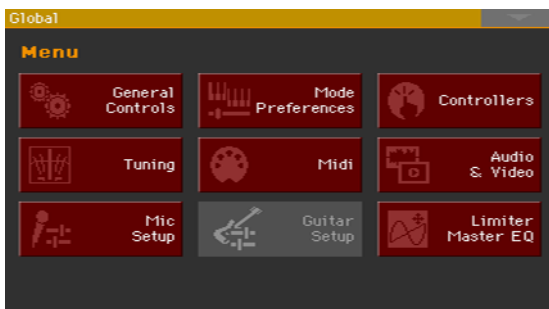 Global
Menu
General
Controls
Mode
Preferences
Controllers
Tuning
Midi
Audio
& Video
Mic
Setup
Guitar
Setup
Limiter
Master EQ